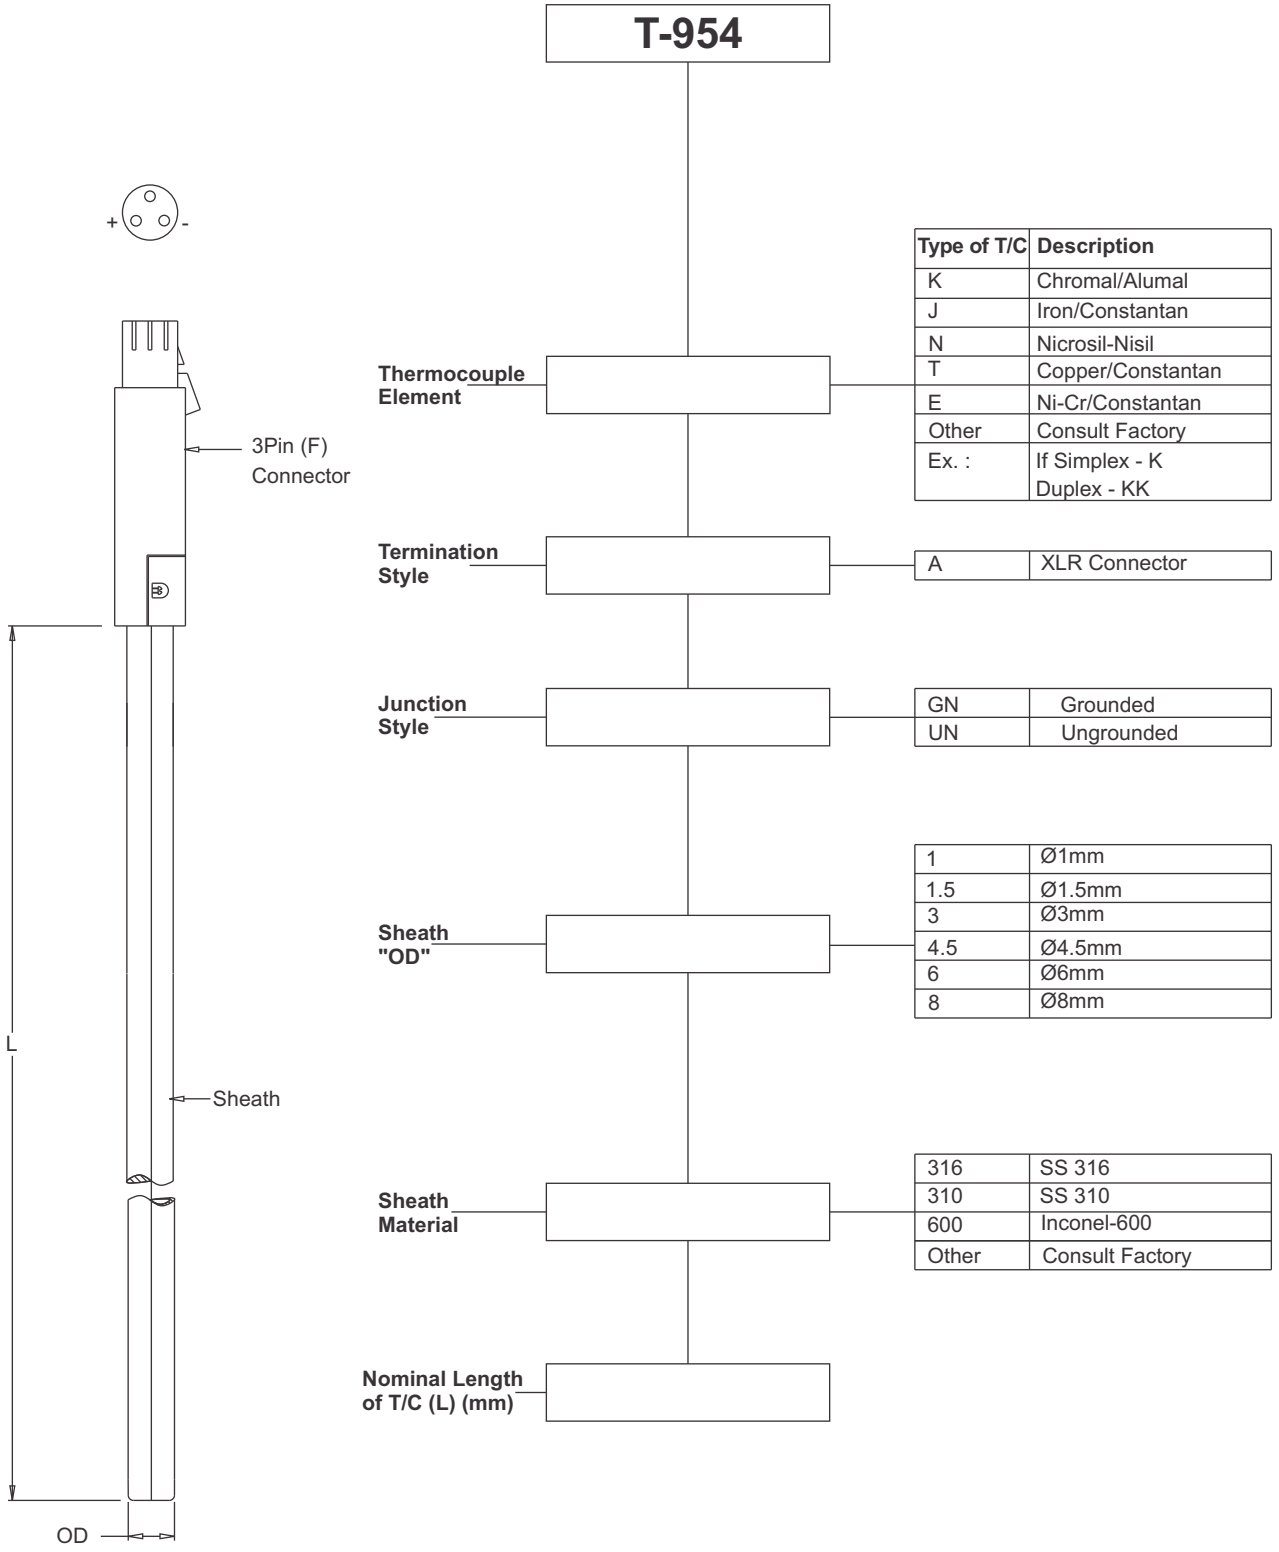 T-954
+ -
3Pin (F)
Connector
L
Sheath
OD
Thermocouple
Element
Type of T/C Description
K Chromal/Alumal
J Iron/Constantan
N Nicrosil-Nisil
T Copper/Constantan
E Ni-Cr/Constantan
Other Consult Factory
Ex. : If Simplex - K
Duplex - KK
Termination
Style
A XLR Connector
Junction
Style
GN Grounded
UN Ungrounded
Sheath
"OD"
1 Ø1mm
1.5 Ø1.5mm
3 Ø3mm
4.5 Ø4.5mm
6 Ø6mm
8 Ø8mm
Sheath
Material
316 SS 316
310 SS 310
600 Inconel-600
Other Consult Factory
Nominal Length
of T/C (L) (mm)